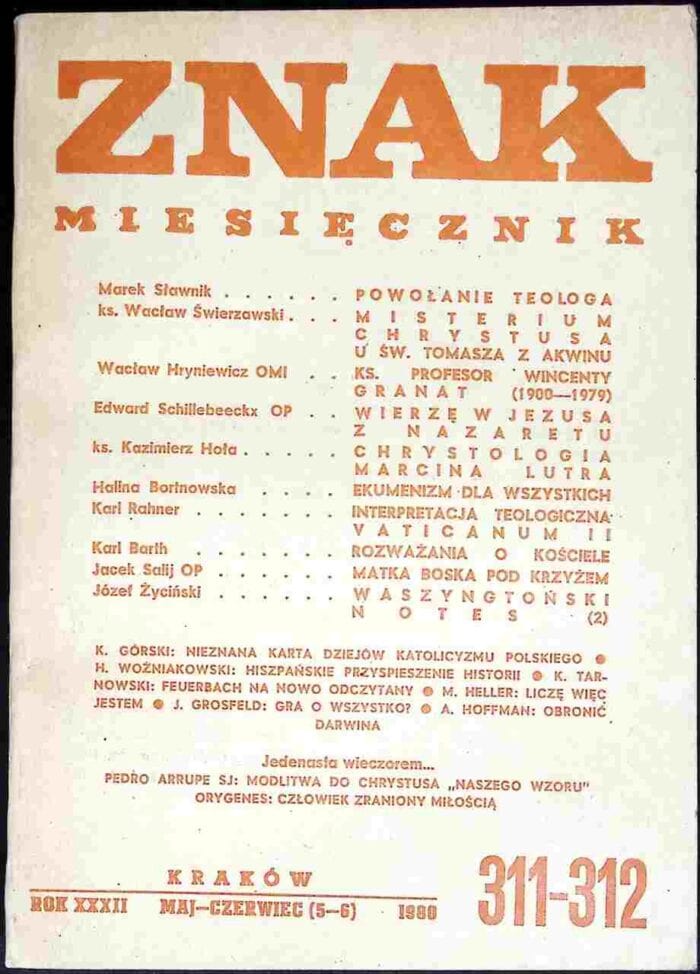 ZNAK
MIESIĘCZNIK
Marek Sławnik . . . . . . POWOŁANIE TEOLOGA
ks. Wacław Świerzawski . . . MISTERIUM
CHRYSTUSA
U ŚW. TOMASZA Z AKWINU
Wacław Hryniewicz OMI . . KS. PROFESOR WINCENTY
GRANAT (1900—1979)
Edward Schillebeeckx OP . . WIERZĘ W JEZUSA
Z NAZARETU
ks. Kazimierz Hoła . . . . . CHRYSTOLOGIA
MARCINA LUTRA
Halina Bortnowska . . . . EKUMENIZM DLA WSZYSTKICH
Karl Rahner . . . . . . . INTERPRETACJA TEOLOGICZNA
VATICANUM II
Karl Barth . . . . . . . ROZWAŻANIA O KOŚCIELE
Jacek Salij OP . . . . . . MATKA BOSKA POD KRZYŻEM
Józef Życiński . . . . . . WASZYNGTOŃSKI
NOTES (2)
K. GÓRSKI: NIEZNANA KARTA DZIEJÓW KATOLICYZMU POLSKIEGO ●
H. WOŹNIAKOWSKI: HISZPAŃSKIE PRZYSPIESZENIE HISTORII ● K. TAR-
NOWSKI: FEUERBACH NA NOWO ODCZYTANY ● M. HELLER: LICZĘ WIĘC
JESTEM ● J. GROSFELD: GRA O WSZYSTKO? ● A. HOFFMAN: OBRONIĆ
DARWINA
Jedenasta wieczorem...
PEDRO ARRUPE SJ: MODLITWA DO CHRYSTUSA „NASZEGO WZORU"
ORYGENES: CZŁOWIEK ZRANIONY MIŁOŚCIĄ
KRAKÓW
ROK XXXII MAJ—CZERWIEC (5—6) 1980
311-312